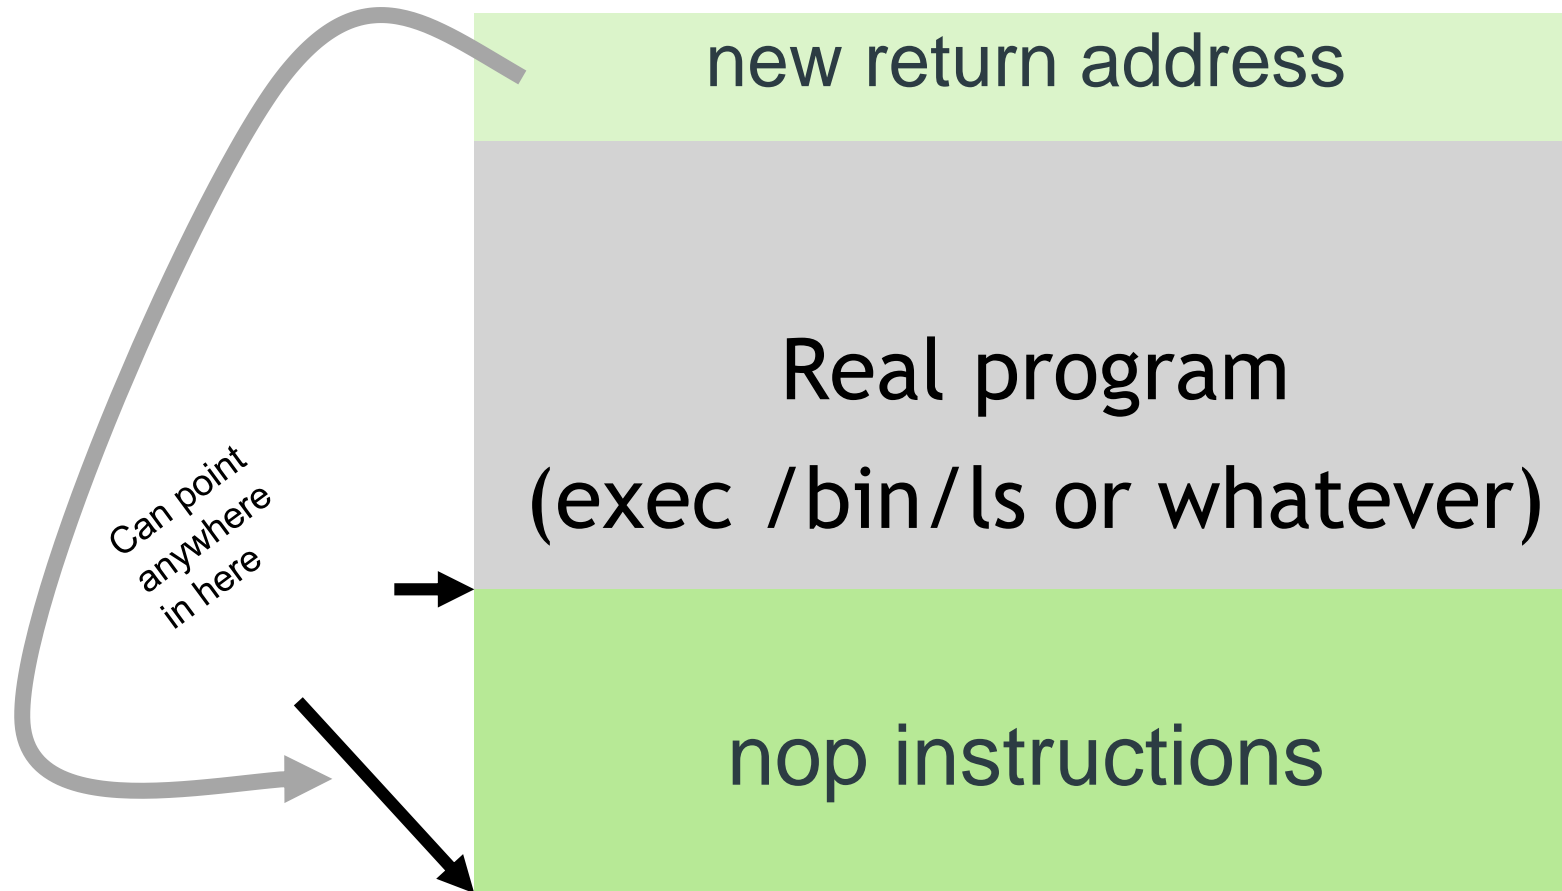 new return address
Real program
(exec /bin/ls or whatever)
Can point
anywhere
in here
nop instructions